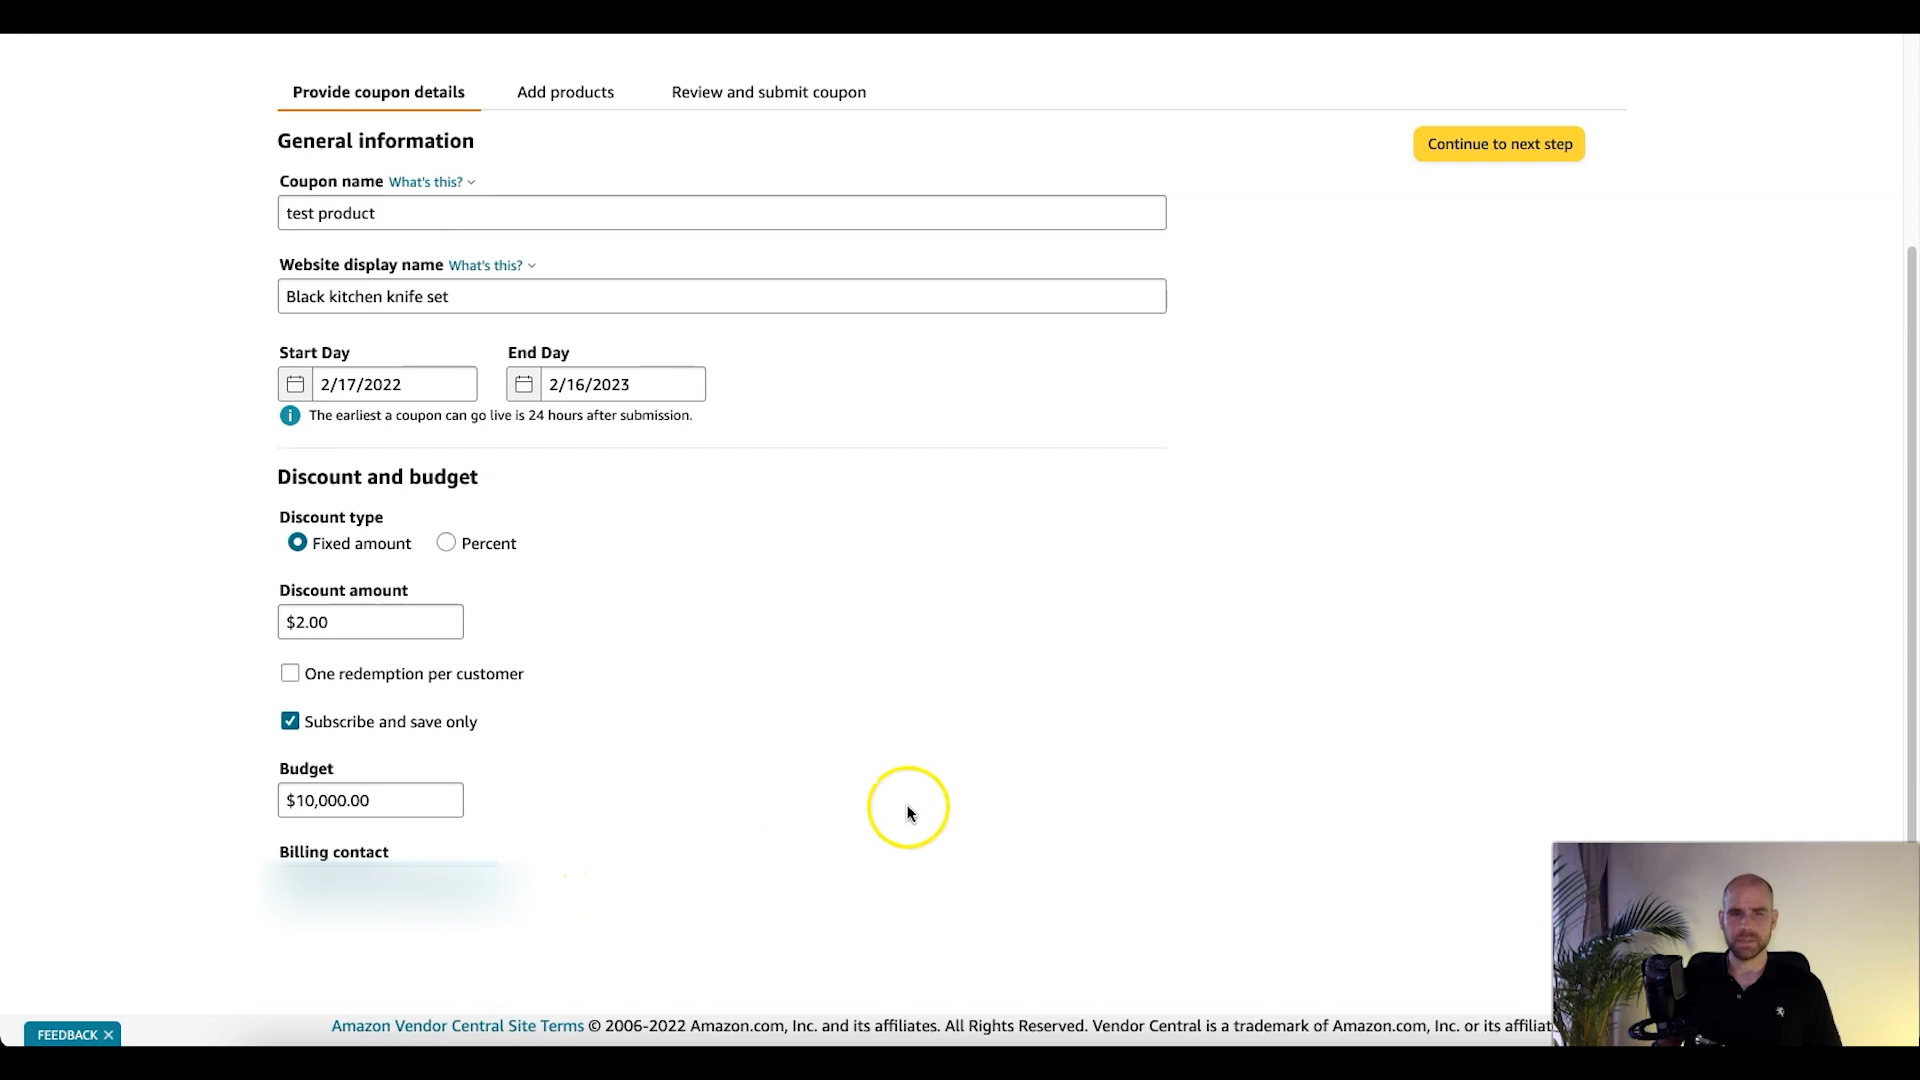 Provide coupon details Add products Review and submit coupon
General information
Continue to next step
Coupon name What's this?
test product
Website display name What's this?
Black kitchen knife set
Start Day End Day
2/17/2022 2/16/2023
The earliest a coupon can go live is 24 hours after submission.
Discount and budget
Discount type
Fixed amount Percent
Discount amount
$2.00
One redemption per customer
Subscribe and save only
Budget
$10,000.00
Billing contact
Amazon Vendor Central Site Terms © 2006-2022 Amazon.com, Inc. and its affiliates. All Rights Reserved. Vendor Central is a trademark of Amazon.com, Inc. or its affiliat
FEEDBACK